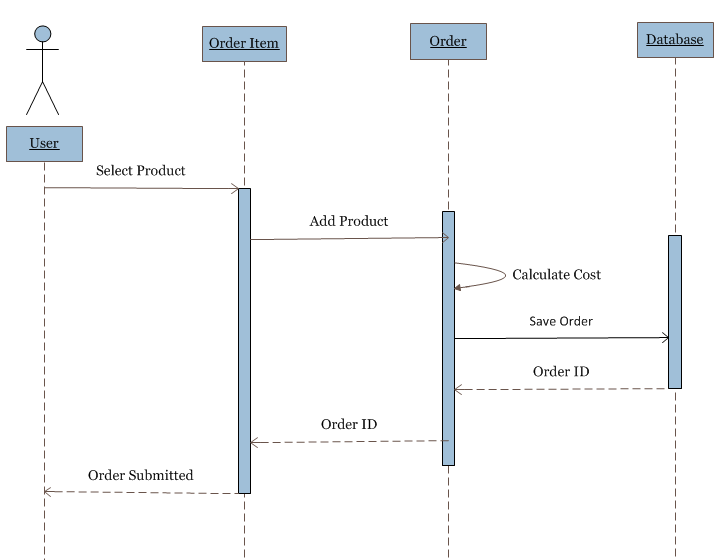 Order Item
Order
Database
User
Select Product
Add Product
Calculate Cost
Save Order
Order ID
Order ID
Order Submitted